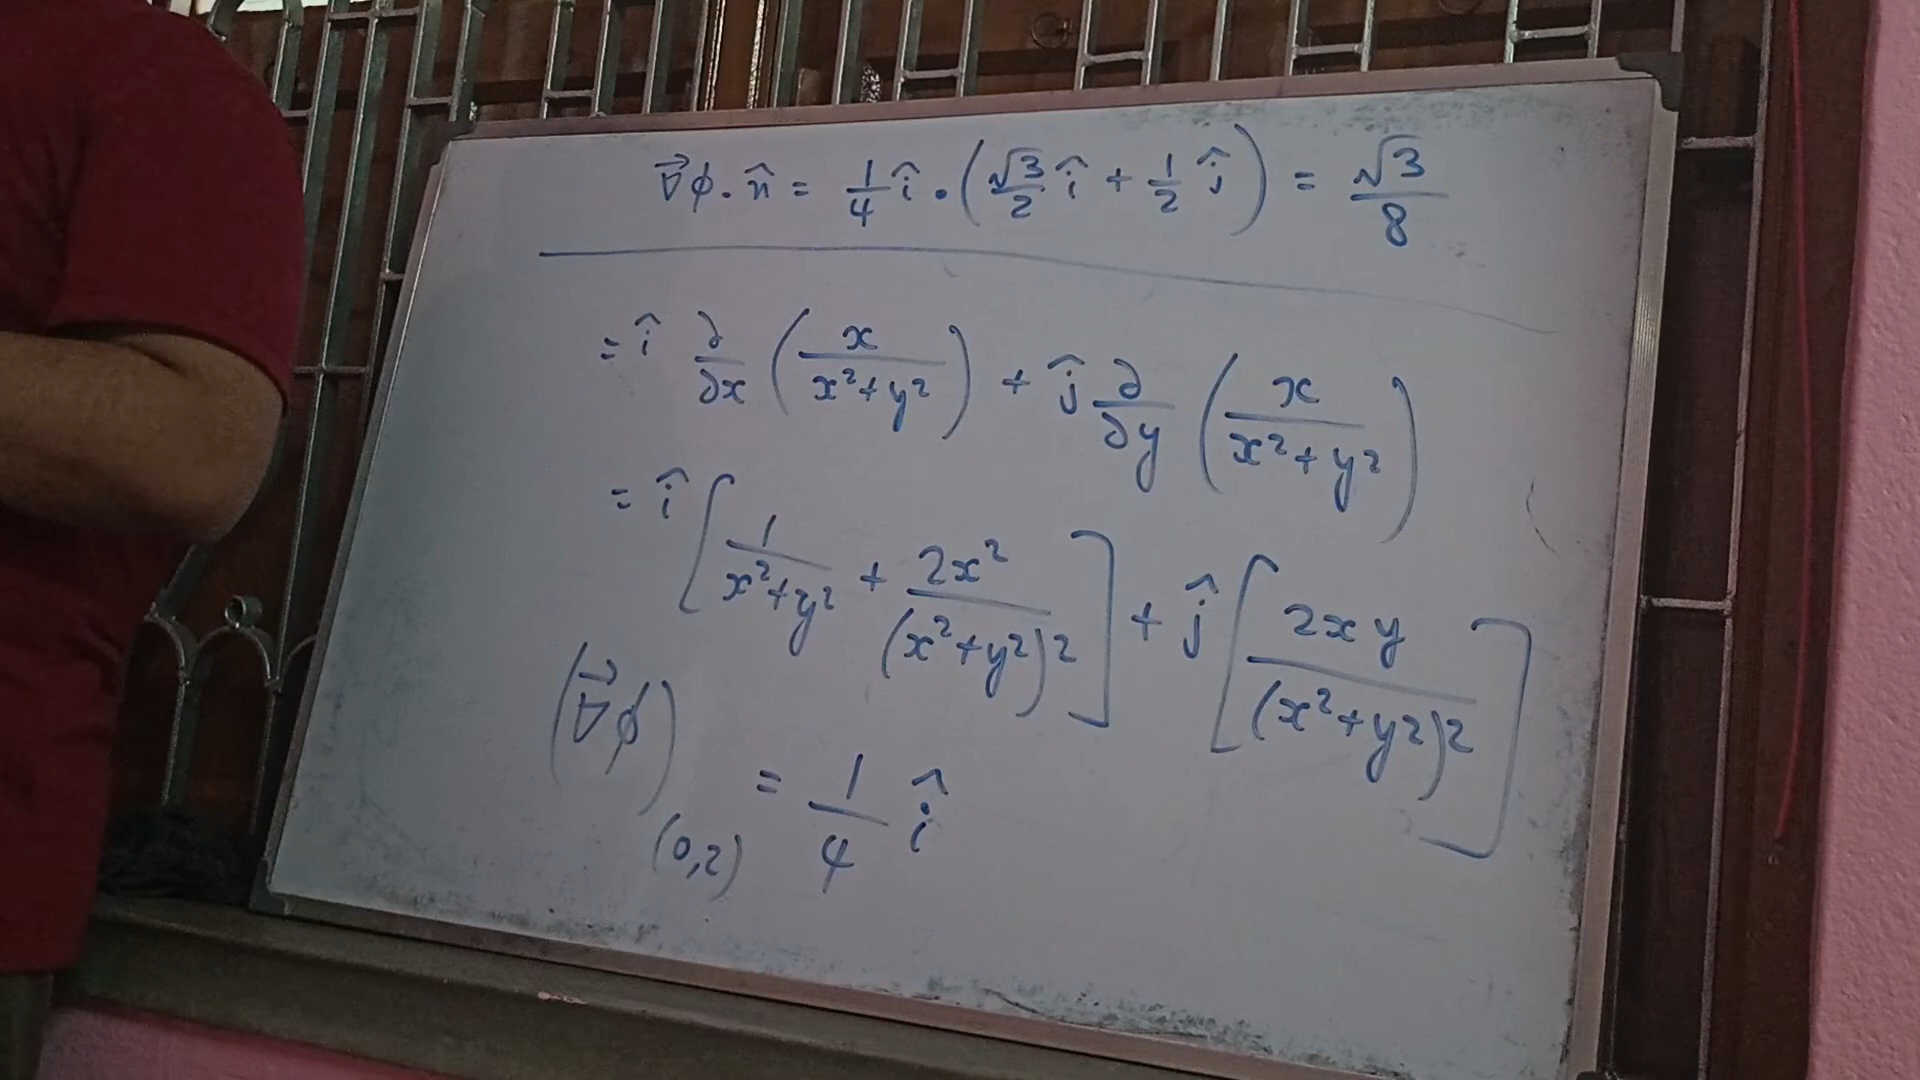 ∇⃗φ · n̂ = 1/4 î · (√3/2 î + 1/2 ĵ) = √3/8
= î ∂/∂x (x/(x²+y²)) + ĵ ∂/∂y (x/(x²+y²))
= î [1/(x²+y²) + 2x²/(x²+y²)²] + ĵ [2xy/(x²+y²)²]
(∇⃗φ)(0,2) = 1/4 î